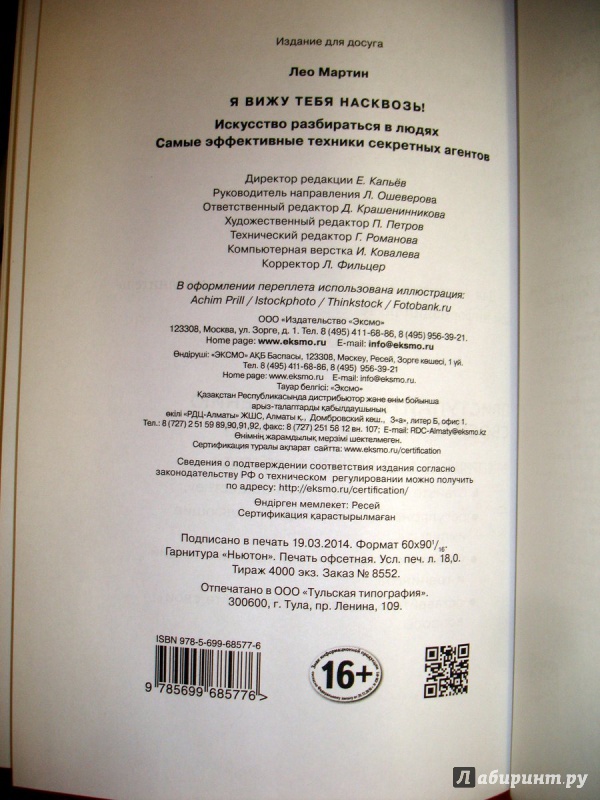 Издание для досуга
Лео Мартин
Я ВИЖУ ТЕБЯ НАСКВОЗЬ!
Искусство разбираться в людях
Самые эффективные техники секретных агентов
Директор редакции Е. Капьёв
Руководитель направления Л. Ошеверова
Ответственный редактор Д. Крашенинникова
Художественный редактор П. Петров
Технический редактор Г. Романова
Компьютерная верстка И. Ковалева
Корректор Л. Фильцер
В оформлении переплета использована иллюстрация:
Achim Prill / Istockphoto / Thinkstock / Fotobank.ru
ООО «Издательство «Эксмо»
123308, Москва, ул. Зорге, д. 1. Тел. 8 (495) 411-68-86, 8 (495) 956-39-21.
Home page: www.eksmo.ru E-mail: info@eksmo.ru
Өндіруші: «ЭКСМО» АҚБ Баспасы, 123308, Мәскеу, Ресей, Зорге көшесі, 1 үй.
Тел. 8 (495) 411-68-86, 8 (495) 956-39-21
Home page: www.eksmo.ru E-mail: info@eksmo.ru.
Тауар белгісі: «Эксмо»
Қазақстан Республикасында дистрибьютор және өнім бойынша
арыз-талаптарды қабылдаушының
өкілі «РДЦ-Алматы» ЖШС, Алматы қ., Домбровский көш., 3«а», литер Б, офис 1.
Тел.: 8 (727) 251 59 89,90,91,92, факс: 8 (727) 251 58 12 вн. 107; E-mail: RDC-Almaty@eksmo.kz
Өнімнің жарамдылық мерзімі шектелмеген.
Сертификация туралы ақпарат сайтта: www.eksmo.ru/certification
Сведения о подтверждении соответствия издания согласно
законодательству РФ о техническом регулировании можно получить
по адресу: http://eksmo.ru/certification/
Өндірген мемлекет: Ресей
Сертификация қарастырылмаған
Подписано в печать 19.03.2014. Формат 60х90 1/16.
Гарнитура «Ньютон». Печать офсетная. Усл. печ. л. 18,0.
Тираж 4000 экз. Заказ № 8552.
Отпечатано в ООО «Тульская типография».
300600, г. Тула, пр. Ленина, 109.
ISBN 978-5-699-68577-6
9 785699 685776 >
Знак информационной продукции
16+
Лабиринт.ру